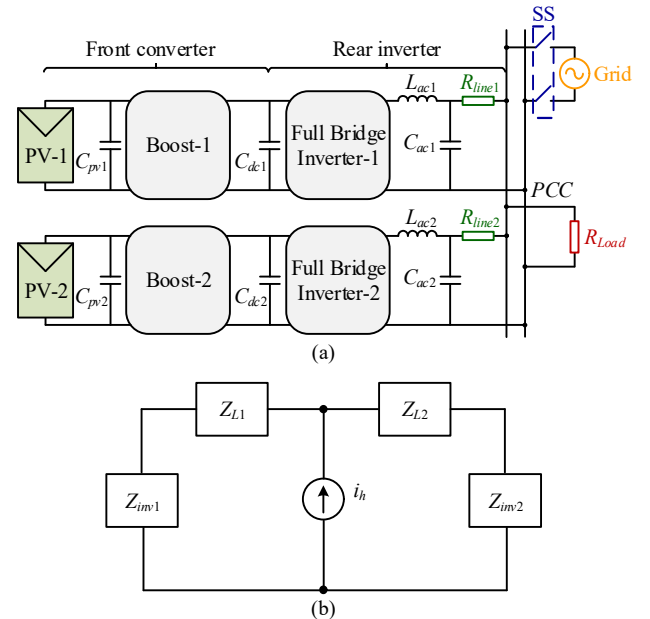 SS
Front converter
Rear inverter
L_ac1
R_line1
Grid
PV-1
C_pv1
Boost-1
C_dc1
Full Bridge
Inverter-1
C_ac1
PCC
L_ac2
R_line2
R_Load
PV-2
C_pv2
Boost-2
C_dc2
Full Bridge
Inverter-2
C_ac2
(a)
Z_L1
Z_L2
Z_inv1
i_h
Z_inv2
(b)